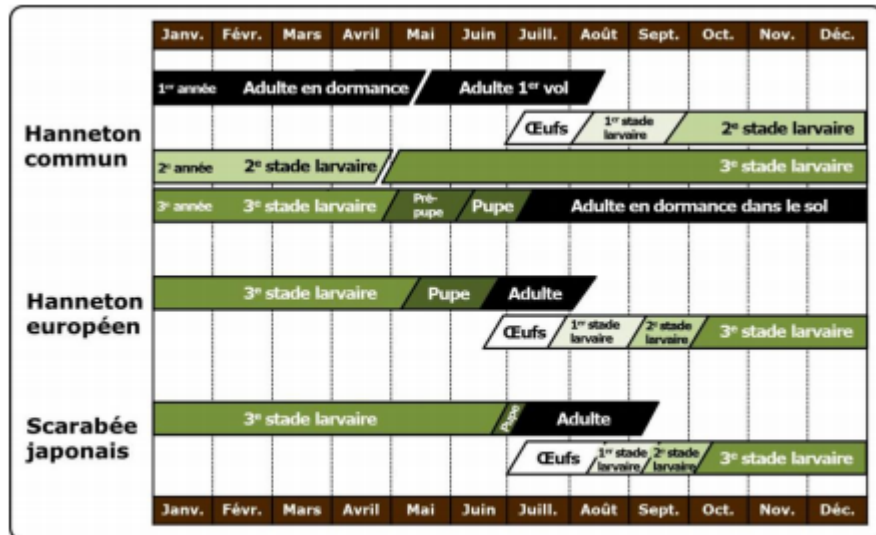 Janv. Févr. Mars Avril Mai Juin Juill. Août Sept. Oct. Nov. Déc.
Hanneton
commun
1re année Adulte en dormance Adulte 1er vol
Œufs 1er stade
larvaire 2e stade larvaire
2e année 2e stade larvaire 3e stade larvaire
3e année 3e stade larvaire Pré-
pupe Pupe Adulte en dormance dans le sol
Hanneton
européen
3e stade larvaire Pupe Adulte
Œufs 1er stade
larvaire 2e stade
larvaire 3e stade larvaire
Scarabée
japonais
3e stade larvaire Pupe Adulte
Œufs 1er stade
larvaire 2e stade
larvaire 3e stade larvaire
Janv. Févr. Mars Avril Mai Juin Juill. Août Sept. Oct. Nov. Déc.